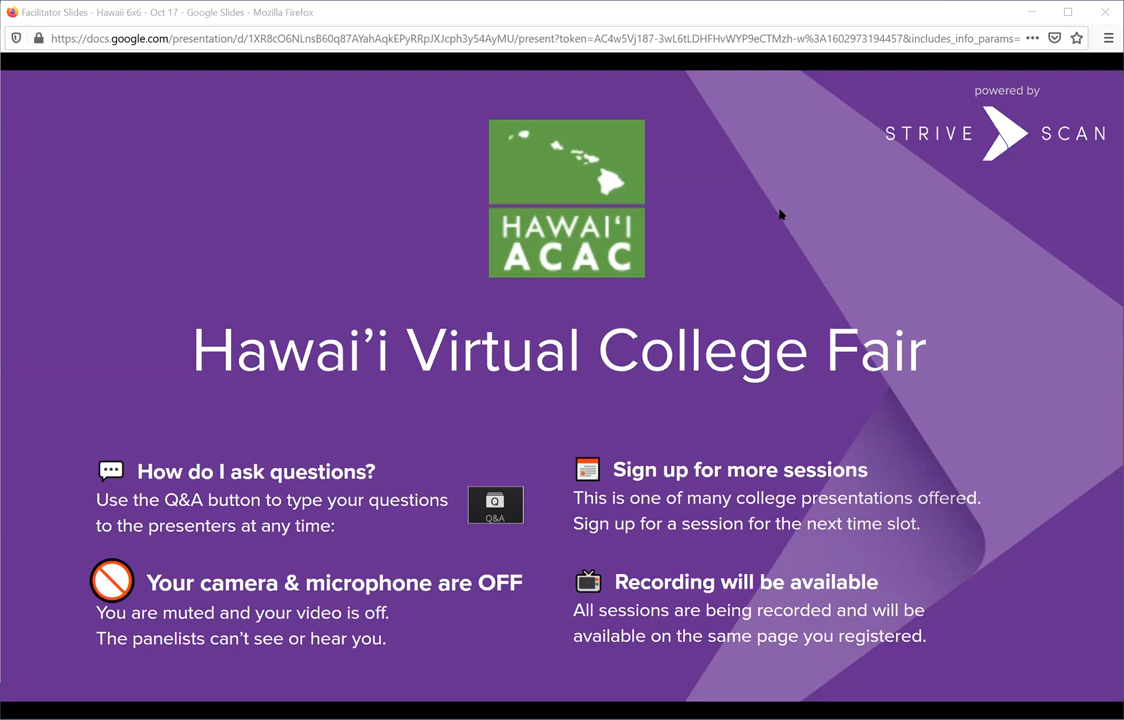 Facilitator Slides - Hawaii 6x6 - Oct 17 - Google Slides - Mozilla Firefox
https://docs.google.com/presentation/d/1XR8cO6NLnsB60q87AYahAqkEPyRRpJXJcph3y54AyMU/present?token=AC4w5Vj187-3wL6tLDHFHvWYP9eCTMzh-w%3A1602973194457&includes_info_params=
powered by
STRIVE SCAN
HAWAI‘I
ACAC
Hawai’i Virtual College Fair
How do I ask questions?
Use the Q&A button to type your questions
to the presenters at any time:
Q
Q&A
Your camera & microphone are OFF
You are muted and your video is off.
The panelists can’t see or hear you.
Sign up for more sessions
This is one of many college presentations offered.
Sign up for a session for the next time slot.
Recording will be available
All sessions are being recorded and will be
available on the same page you registered.